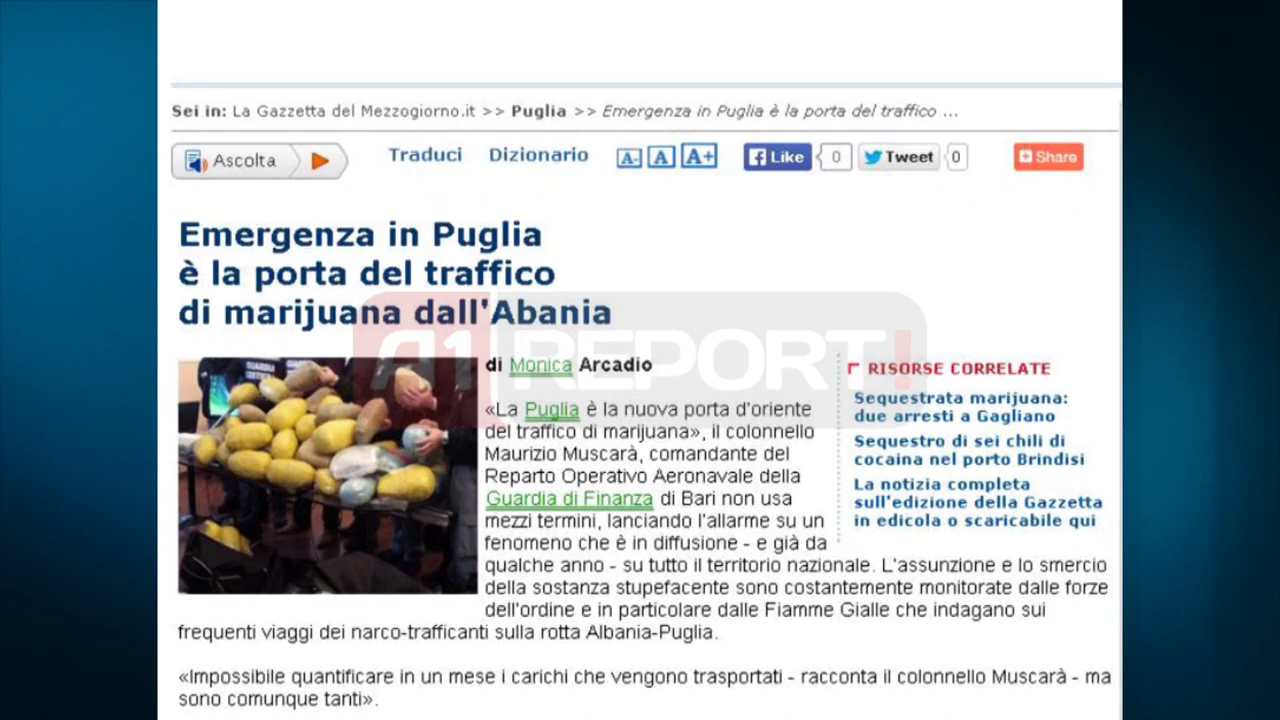 Sei in: La Gazzetta del Mezzogiorno.it >> Puglia >> Emergenza in Puglia è la porta del traffico ...
Ascolta
Traduci Dizionario A- A A+ Like 0 Tweet 0 Share
Emergenza in Puglia
è la porta del traffico
di marijuana dall'Abania
A1 REPORT!
di Monica Arcadio
«La Puglia è la nuova porta d'oriente
del traffico di marijuana», il colonnello
Maurizio Muscarà, comandante del
Reparto Operativo Aeronavale della
Guardia di Finanza di Bari non usa
mezzi termini, lanciando l'allarme su un
fenomeno che è in diffusione - e già da
qualche anno - su tutto il territorio nazionale. L'assunzione e lo smercio
della sostanza stupefacente sono costantemente monitorate dalle forze
dell'ordine e in particolare dalle Fiamme Gialle che indagano sui
frequenti viaggi dei narco-trafficanti sulla rotta Albania-Puglia.
RISORSE CORRELATE
Sequestrata marijuana:
due arresti a Gagliano
Sequestro di sei chili di
cocaina nel porto Brindisi
La notizia completa
sull'edizione della Gazzetta
in edicola o scaricabile qui
«Impossibile quantificare in un mese i carichi che vengono trasportati - racconta il colonnello Muscarà - ma
sono comunque tanti».